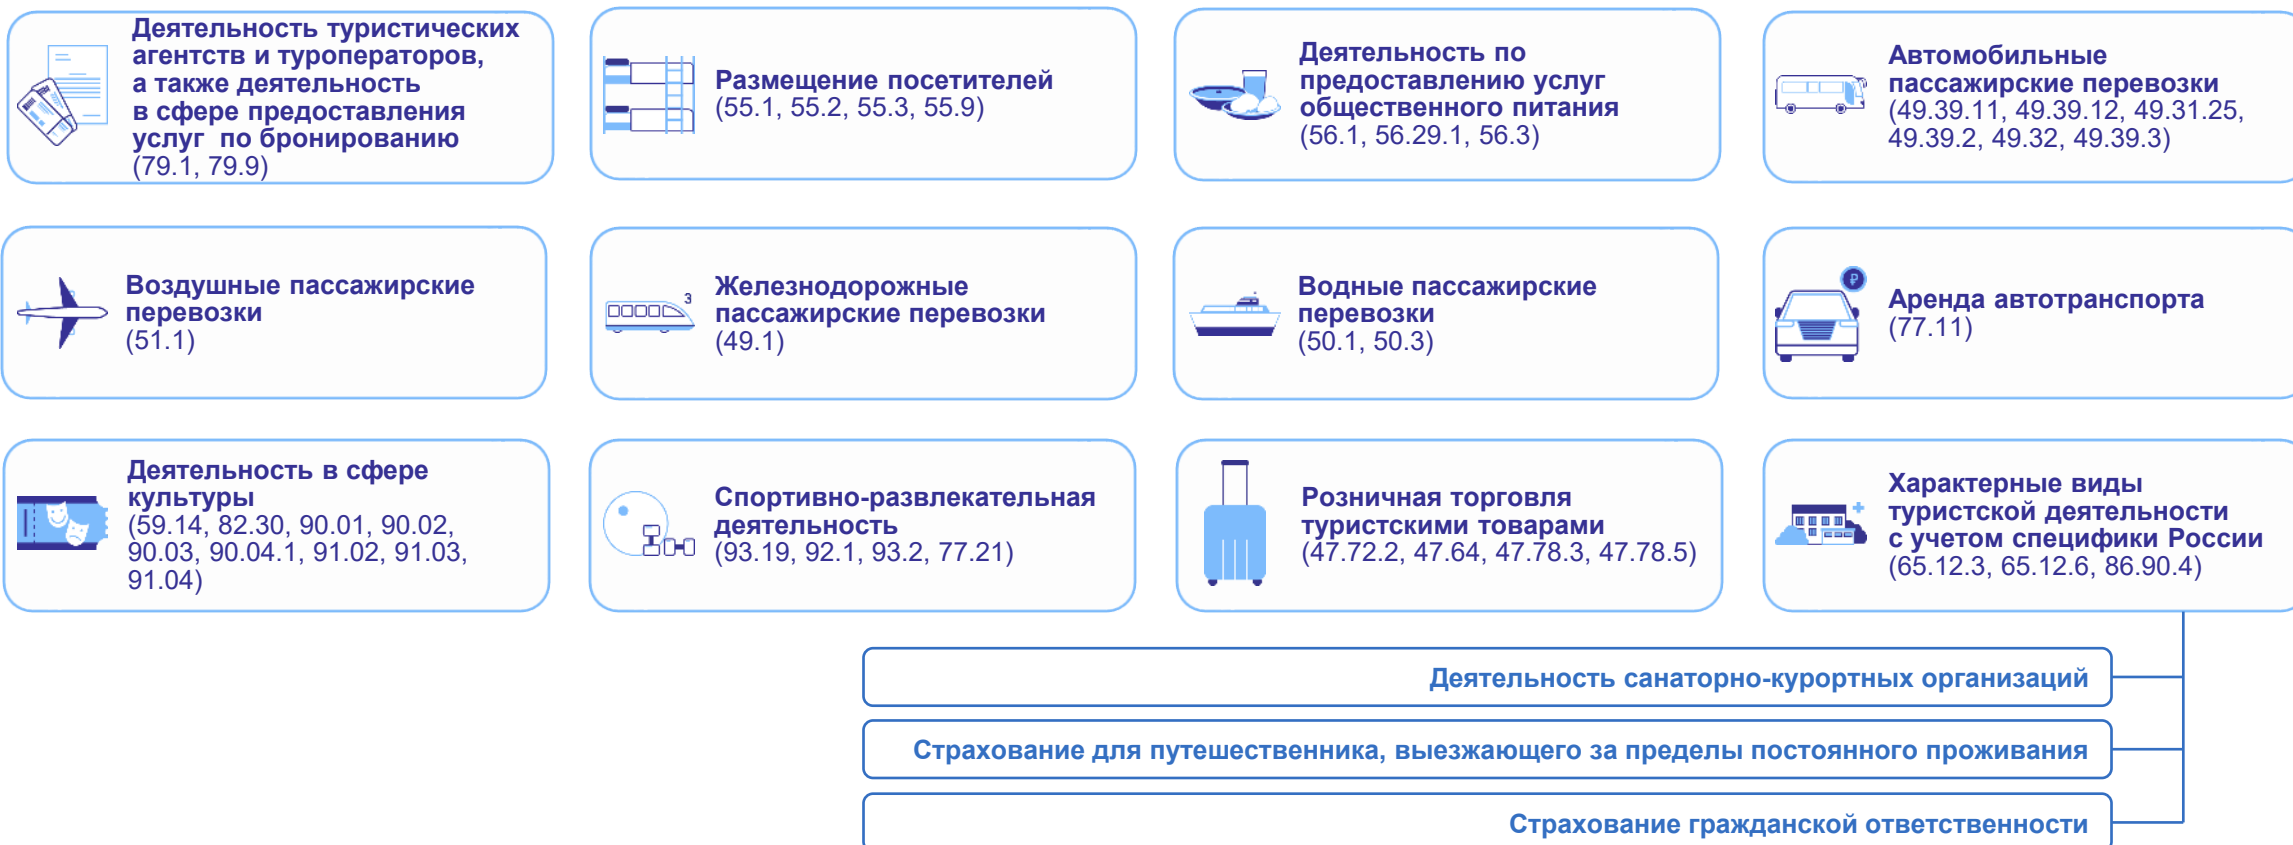 Деятельность туристических
агентств и туроператоров,
а также деятельность
в сфере предоставления
услуг по бронированию
(79.1, 79.9)
Размещение посетителей
(55.1, 55.2, 55.3, 55.9)
Деятельность по
предоставлению услуг
общественного питания
(56.1, 56.29.1, 56.3)
Автомобильные
пассажирские перевозки
(49.39.11, 49.39.12, 49.31.25,
49.39.2, 49.32, 49.39.3)
Воздушные пассажирские
перевозки
(51.1)
3
Железнодорожные
пассажирские перевозки
(49.1)
Водные пассажирские
перевозки
(50.1, 50.3)
₽
Аренда автотранспорта
(77.11)
Деятельность в сфере
культуры
(59.14, 82.30, 90.01, 90.02,
90.03, 90.04.1, 91.02, 91.03,
91.04)
Спортивно-развлекательная
деятельность
(93.19, 92.1, 93.2, 77.21)
Розничная торговля
туристскими товарами
(47.72.2, 47.64, 47.78.3, 47.78.5)
Характерные виды
туристской деятельности
с учетом специфики России
(65.12.3, 65.12.6, 86.90.4)
Деятельность санаторно-курортных организаций
Страхование для путешественника, выезжающего за пределы постоянного проживания
Страхование гражданской ответственности